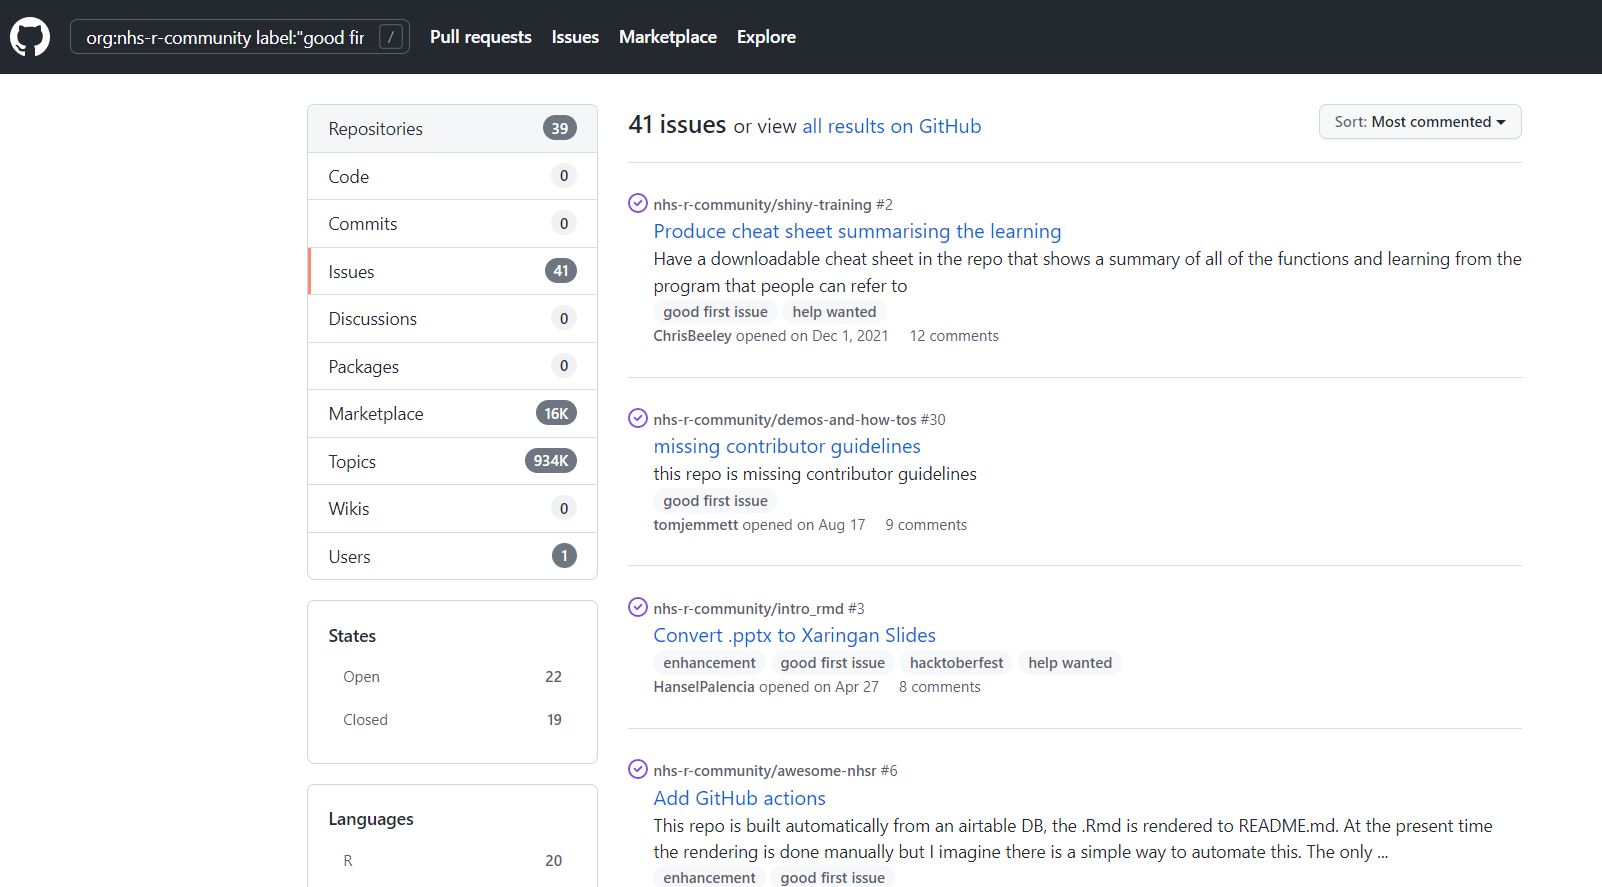 org:nhs-r-community label:"good fir /
Pull requests Issues Marketplace Explore
Repositories 39
Code 0
Commits 0
Issues 41
Discussions 0
Packages 0
Marketplace 16K
Topics 934K
Wikis 0
Users 1
States
Open 22
Closed 19
Languages
R 20
41 issues or view all results on GitHub
Sort: Most commented
nhs-r-community/shiny-training #2
Produce cheat sheet summarising the learning
Have a downloadable cheat sheet in the repo that shows a summary of all of the functions and learning from the
program that people can refer to
good first issue help wanted
ChrisBeeley opened on Dec 1, 2021 12 comments
nhs-r-community/demos-and-how-tos #30
missing contributor guidelines
this repo is missing contributor guidelines
good first issue
tomjemmett opened on Aug 17 9 comments
nhs-r-community/intro_rmd #3
Convert .pptx to Xaringan Slides
enhancement good first issue hacktoberfest help wanted
HanselPalencia opened on Apr 27 8 comments
nhs-r-community/awesome-nhsr #6
Add GitHub actions
This repo is built automatically from an airtable DB, the .Rmd is rendered to README.md. At the present time
the rendering is done manually but I imagine there is a simple way to automate this. The only ...
enhancement good first issue